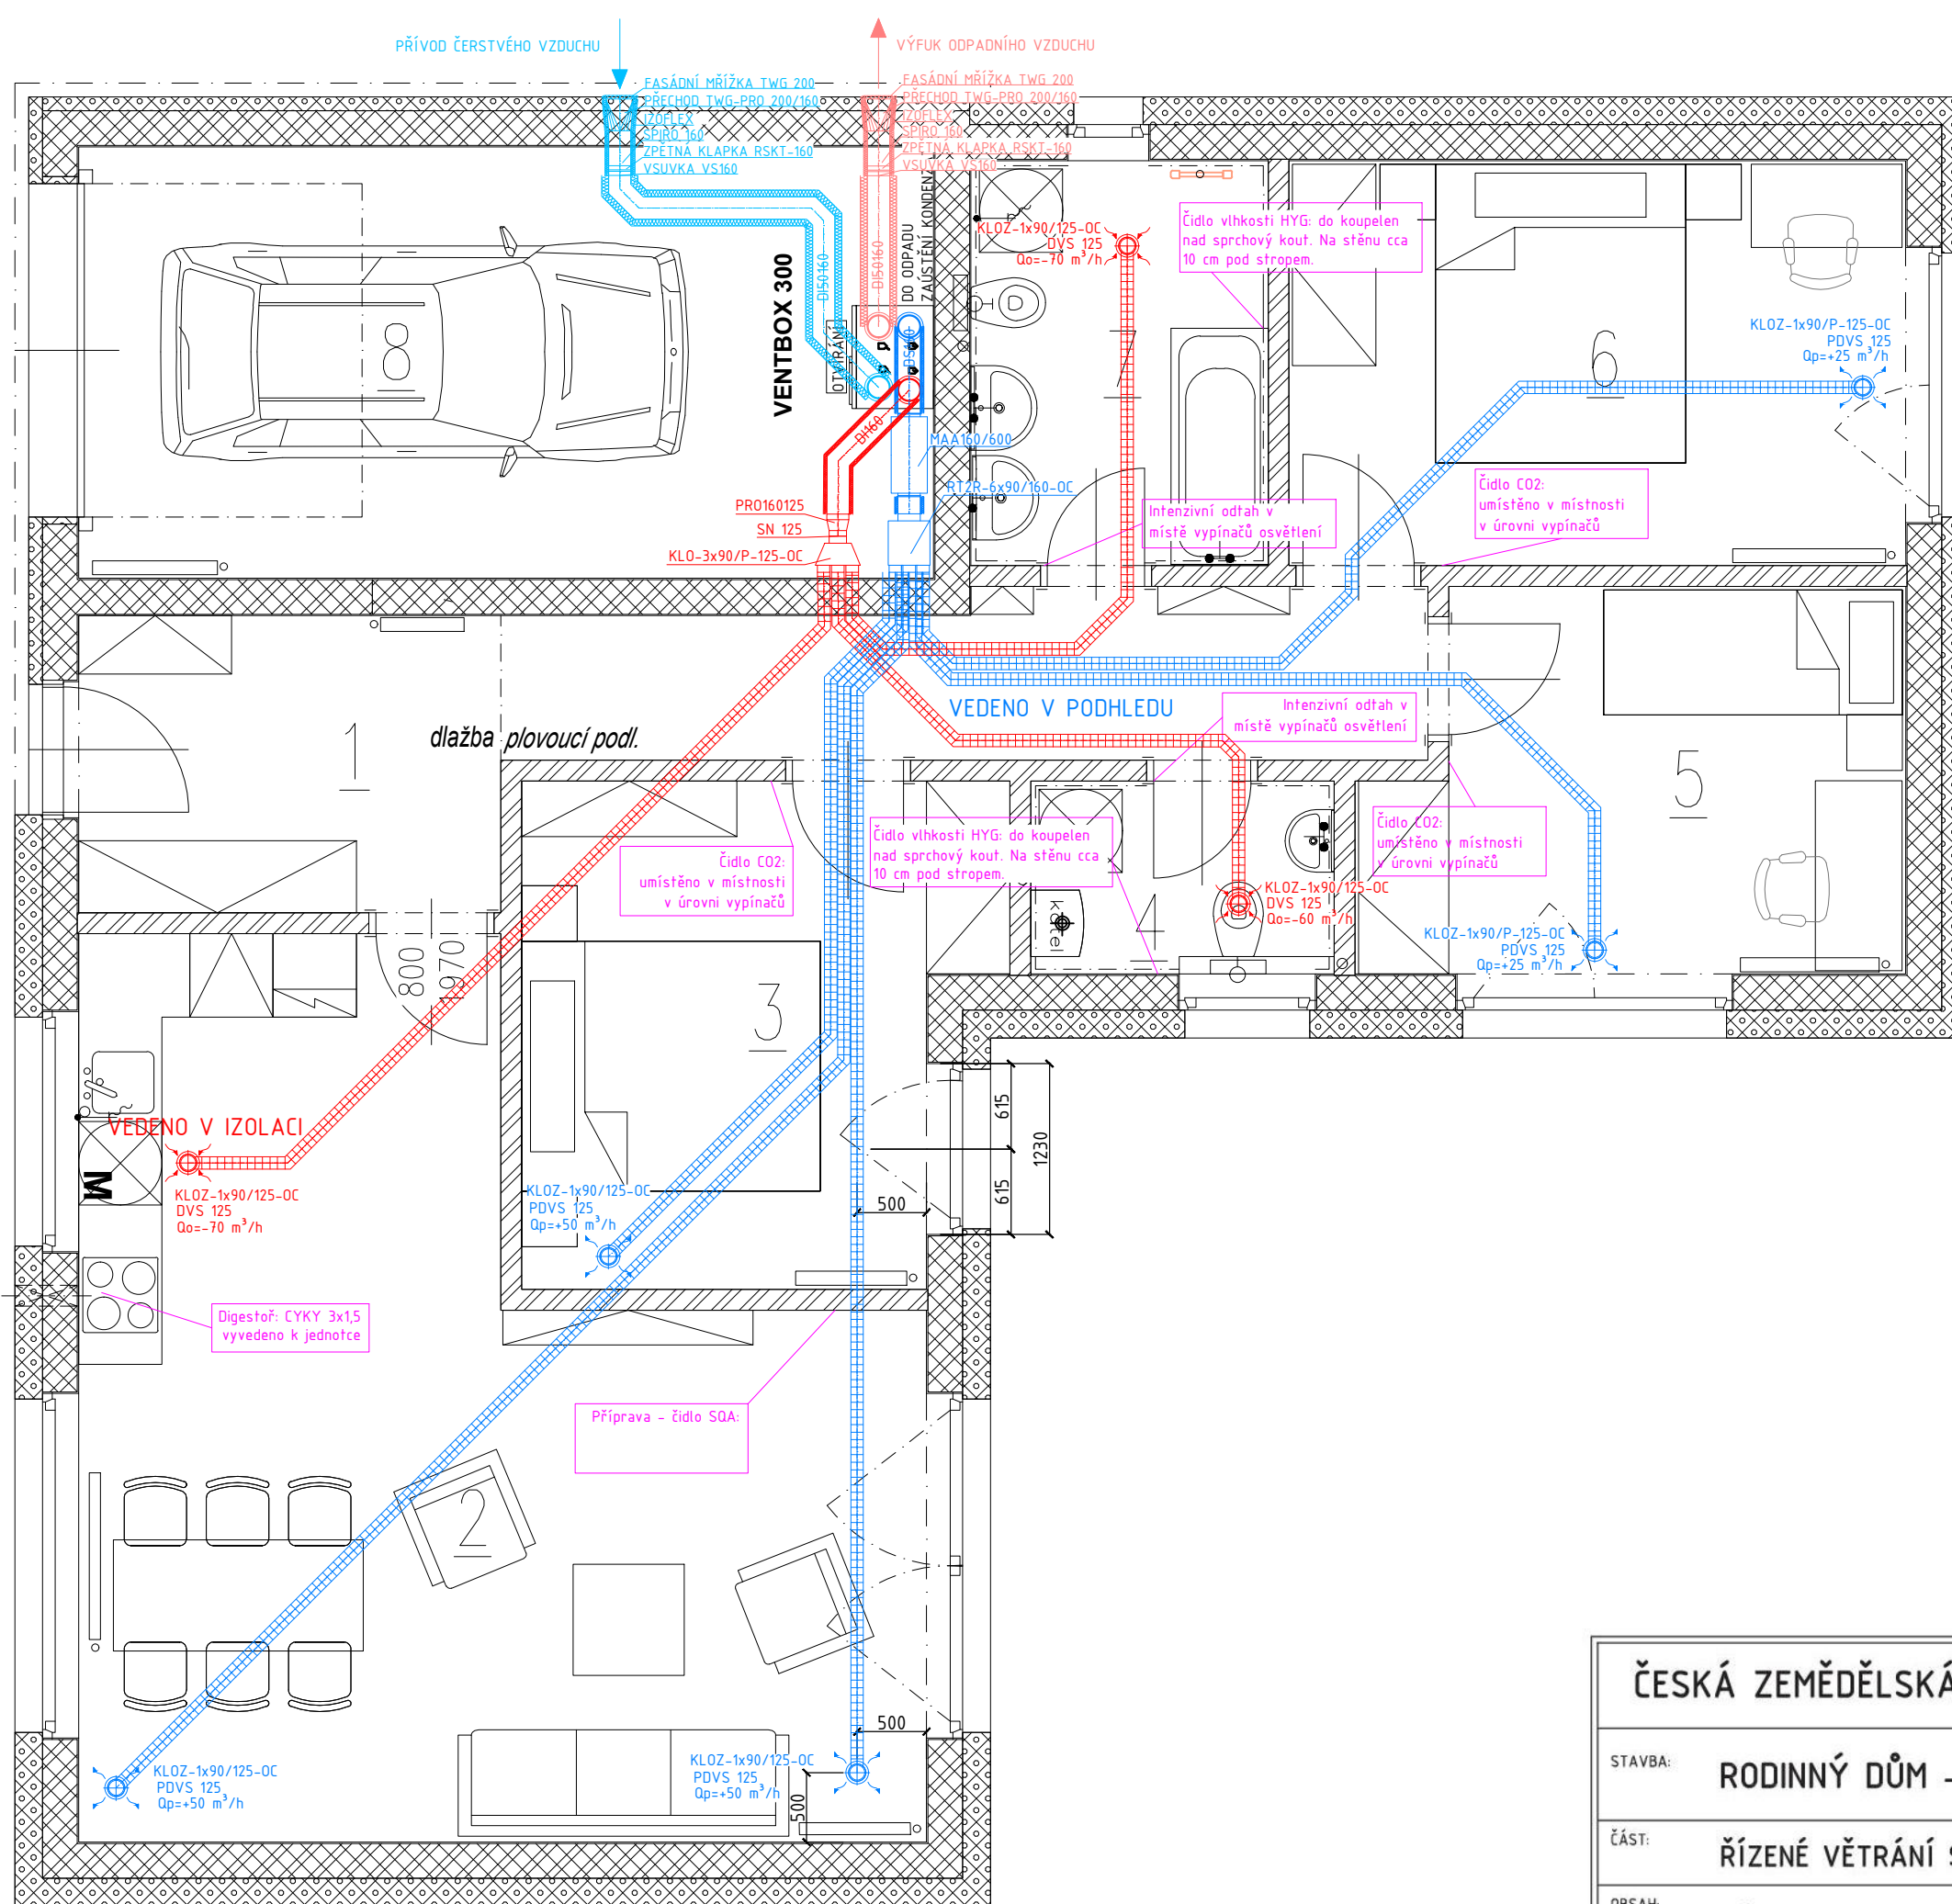 PŘÍVOD ČERSTVÉHO VZDUCHU
VÝFUK ODPADNÍHO VZDUCHU
FASÁDNÍ MŘÍŽKA TWG 200
PŘECHOD TWG-PRO 200/160
IZOFLEX
SPIRO 160
ZPĚTNÁ KLAPKA RSKT-160
VSUVKA VS160
FASÁDNÍ MŘÍŽKA TWG 200
PŘECHOD TWG-PRO 200/160
IZOFLEX
SPIRO 160
ZPĚTNÁ KLAPKA RSKT-160
VSUVKA VS160
DI50160
DI50160
DO ODPADU
ZAÚSTĚNÍ KONDENZ
VENTBOX 300
OTVÍRÁNÍ
DS160
DI160
MAA160/600
RT2R-6x90/160-OC
PRO160125
SN 125
KLO-3x90/P-125-OC
8
KLOZ-1x90/125-OC
DVS 125
Qo=-70 m³/h
Čidlo vlhkosti HYG: do koupelen
nad sprchový kout. Na stěnu cca
10 cm pod stropem.
7
6
KLOZ-1x90/P-125-OC
PDVS 125
Qp=+25 m³/h
Čidlo CO2:
umístěno v místnosti
v úrovni vypínačů
Intenzivní odtah v
místě vypínačů osvětlení
VEDENO V PODHLEDU
Intenzivní odtah v
místě vypínačů osvětlení
1
dlažba plovoucí podl.
5
Čidlo CO2:
umístěno v místnosti
v úrovni vypínačů
Čidlo vlhkosti HYG: do koupelen
nad sprchový kout. Na stěnu cca
10 cm pod stropem.
Čidlo CO2:
umístěno v místnosti
v úrovni vypínačů
KLOZ-1x90/125-OC
DVS 125
Qo=-60 m³/h
kotel
4
KLOZ-1x90/P-125-OC
PDVS 125
Qp=+25 m³/h
800
1970
3
615
1230
615
VEDENO V IZOLACI
M
KLOZ-1x90/125-OC
DVS 125
Qo=-70 m³/h
KLOZ-1x90/125-OC
PDVS 125
Qp=+50 m³/h
500
Digestoř: CYKY 3x1,5
vyvedeno k jednotce
Příprava - čidlo SQA:
2
500
500
KLOZ-1x90/125-OC
PDVS 125
Qp=+50 m³/h
KLOZ-1x90/125-OC
PDVS 125
Qp=+50 m³/h
ČESKÁ ZEMĚDĚLSKÁ
STAVBA:
RODINNÝ DŮM -
ČÁST:
ŘÍZENÉ VĚTRÁNÍ S
OBSAH: